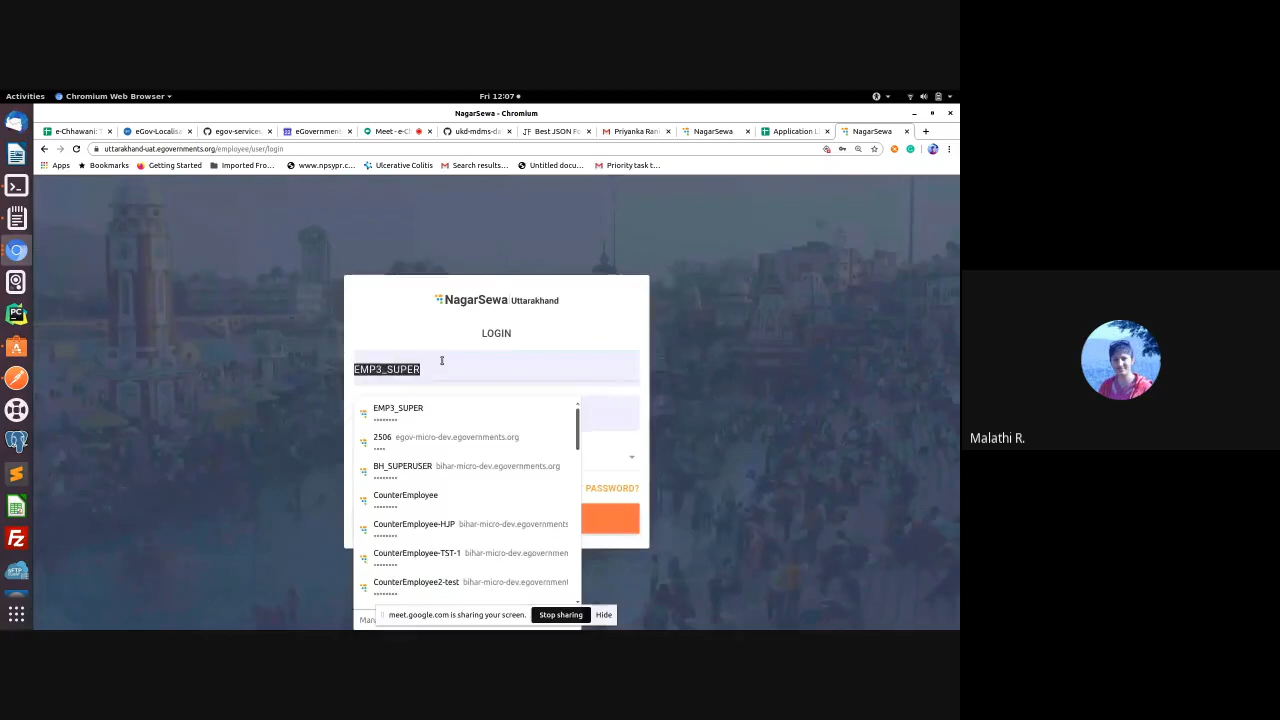 Activities Chromium Web Browser Fri 12:07
NagarSewa - Chromium
e-Chhawani: T eGov-Localisa egov-services eGovernmen Meet - e-C ukd-mdms-da JF Best JSON Fo Priyanka Ran NagarSewa Application L NagarSewa
uttarakhand-uat.egovernments.org/employee/user/login
Apps Bookmarks Getting Started Imported Fro... www.npsypr.c... Ulcerative Colitis Search results... Untitled docu... Priority task t...
NagarSewa Uttarakhand
LOGIN
EMP3_SUPER
EMP3_SUPER
••••••••
2506 egov-micro-dev.egovernments.org
••••
BH_SUPERUSER bihar-micro-dev.egovernments.org
••••••••
CounterEmployee
••••••••
CounterEmployee-HJP bihar-micro-dev.egovernments
••••••••
CounterEmployee-TST-1 bihar-micro-dev.egovernmen
••••••••
CounterEmployee2-test bihar-micro-dev.egovernment
••••••••
PASSWORD?
Man
meet.google.com is sharing your screen. Stop sharing Hide
Malathi R.